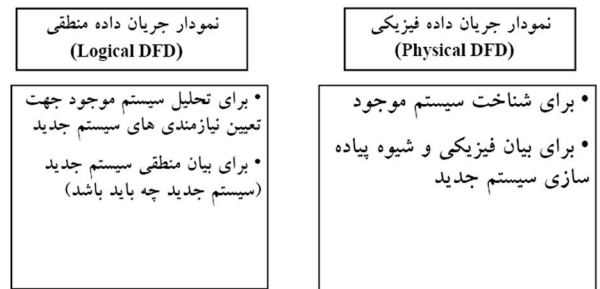 نمودار جریان داده فیزیکی
(Physical DFD)
• برای شناخت سیستم موجود
• برای بیان فیزیکی و شیوه پیاده
سازی سیستم جدید
نمودار جریان داده منطقی
(Logical DFD)
• برای تحلیل سیستم موجود جهت
تعیین نیازمندی های سیستم جدید
• برای بیان منطقی سیستم جدید
(سیستم جدید چه باید باشد)